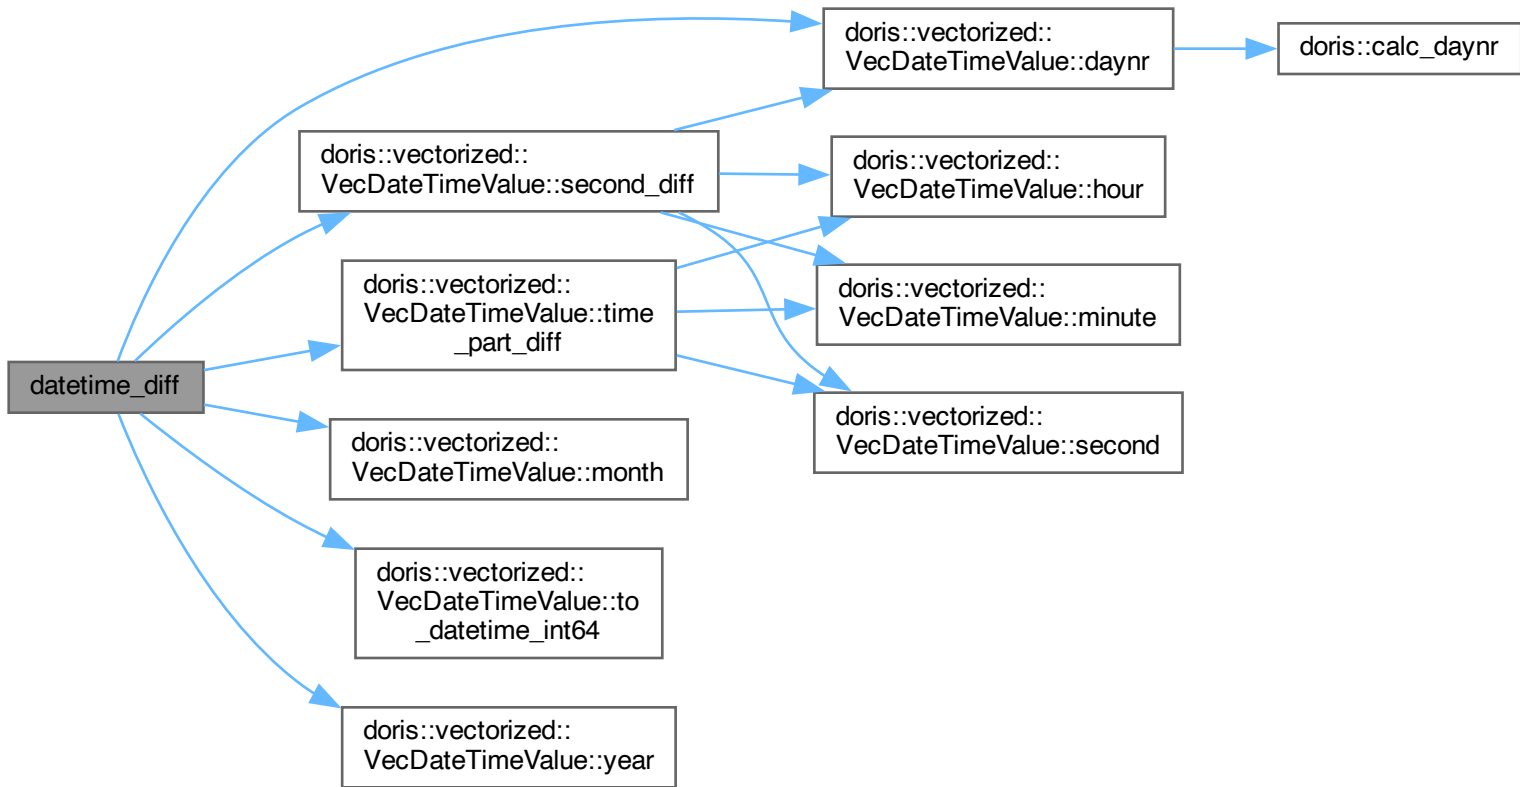 datetime_diff
doris::vectorized::
VecDateTimeValue::daynr
doris::calc_daynr
doris::vectorized::
VecDateTimeValue::second_diff
doris::vectorized::
VecDateTimeValue::hour
doris::vectorized::
VecDateTimeValue::time
_part_diff
doris::vectorized::
VecDateTimeValue::minute
doris::vectorized::
VecDateTimeValue::second
doris::vectorized::
VecDateTimeValue::month
doris::vectorized::
VecDateTimeValue::to
_datetime_int64
doris::vectorized::
VecDateTimeValue::year